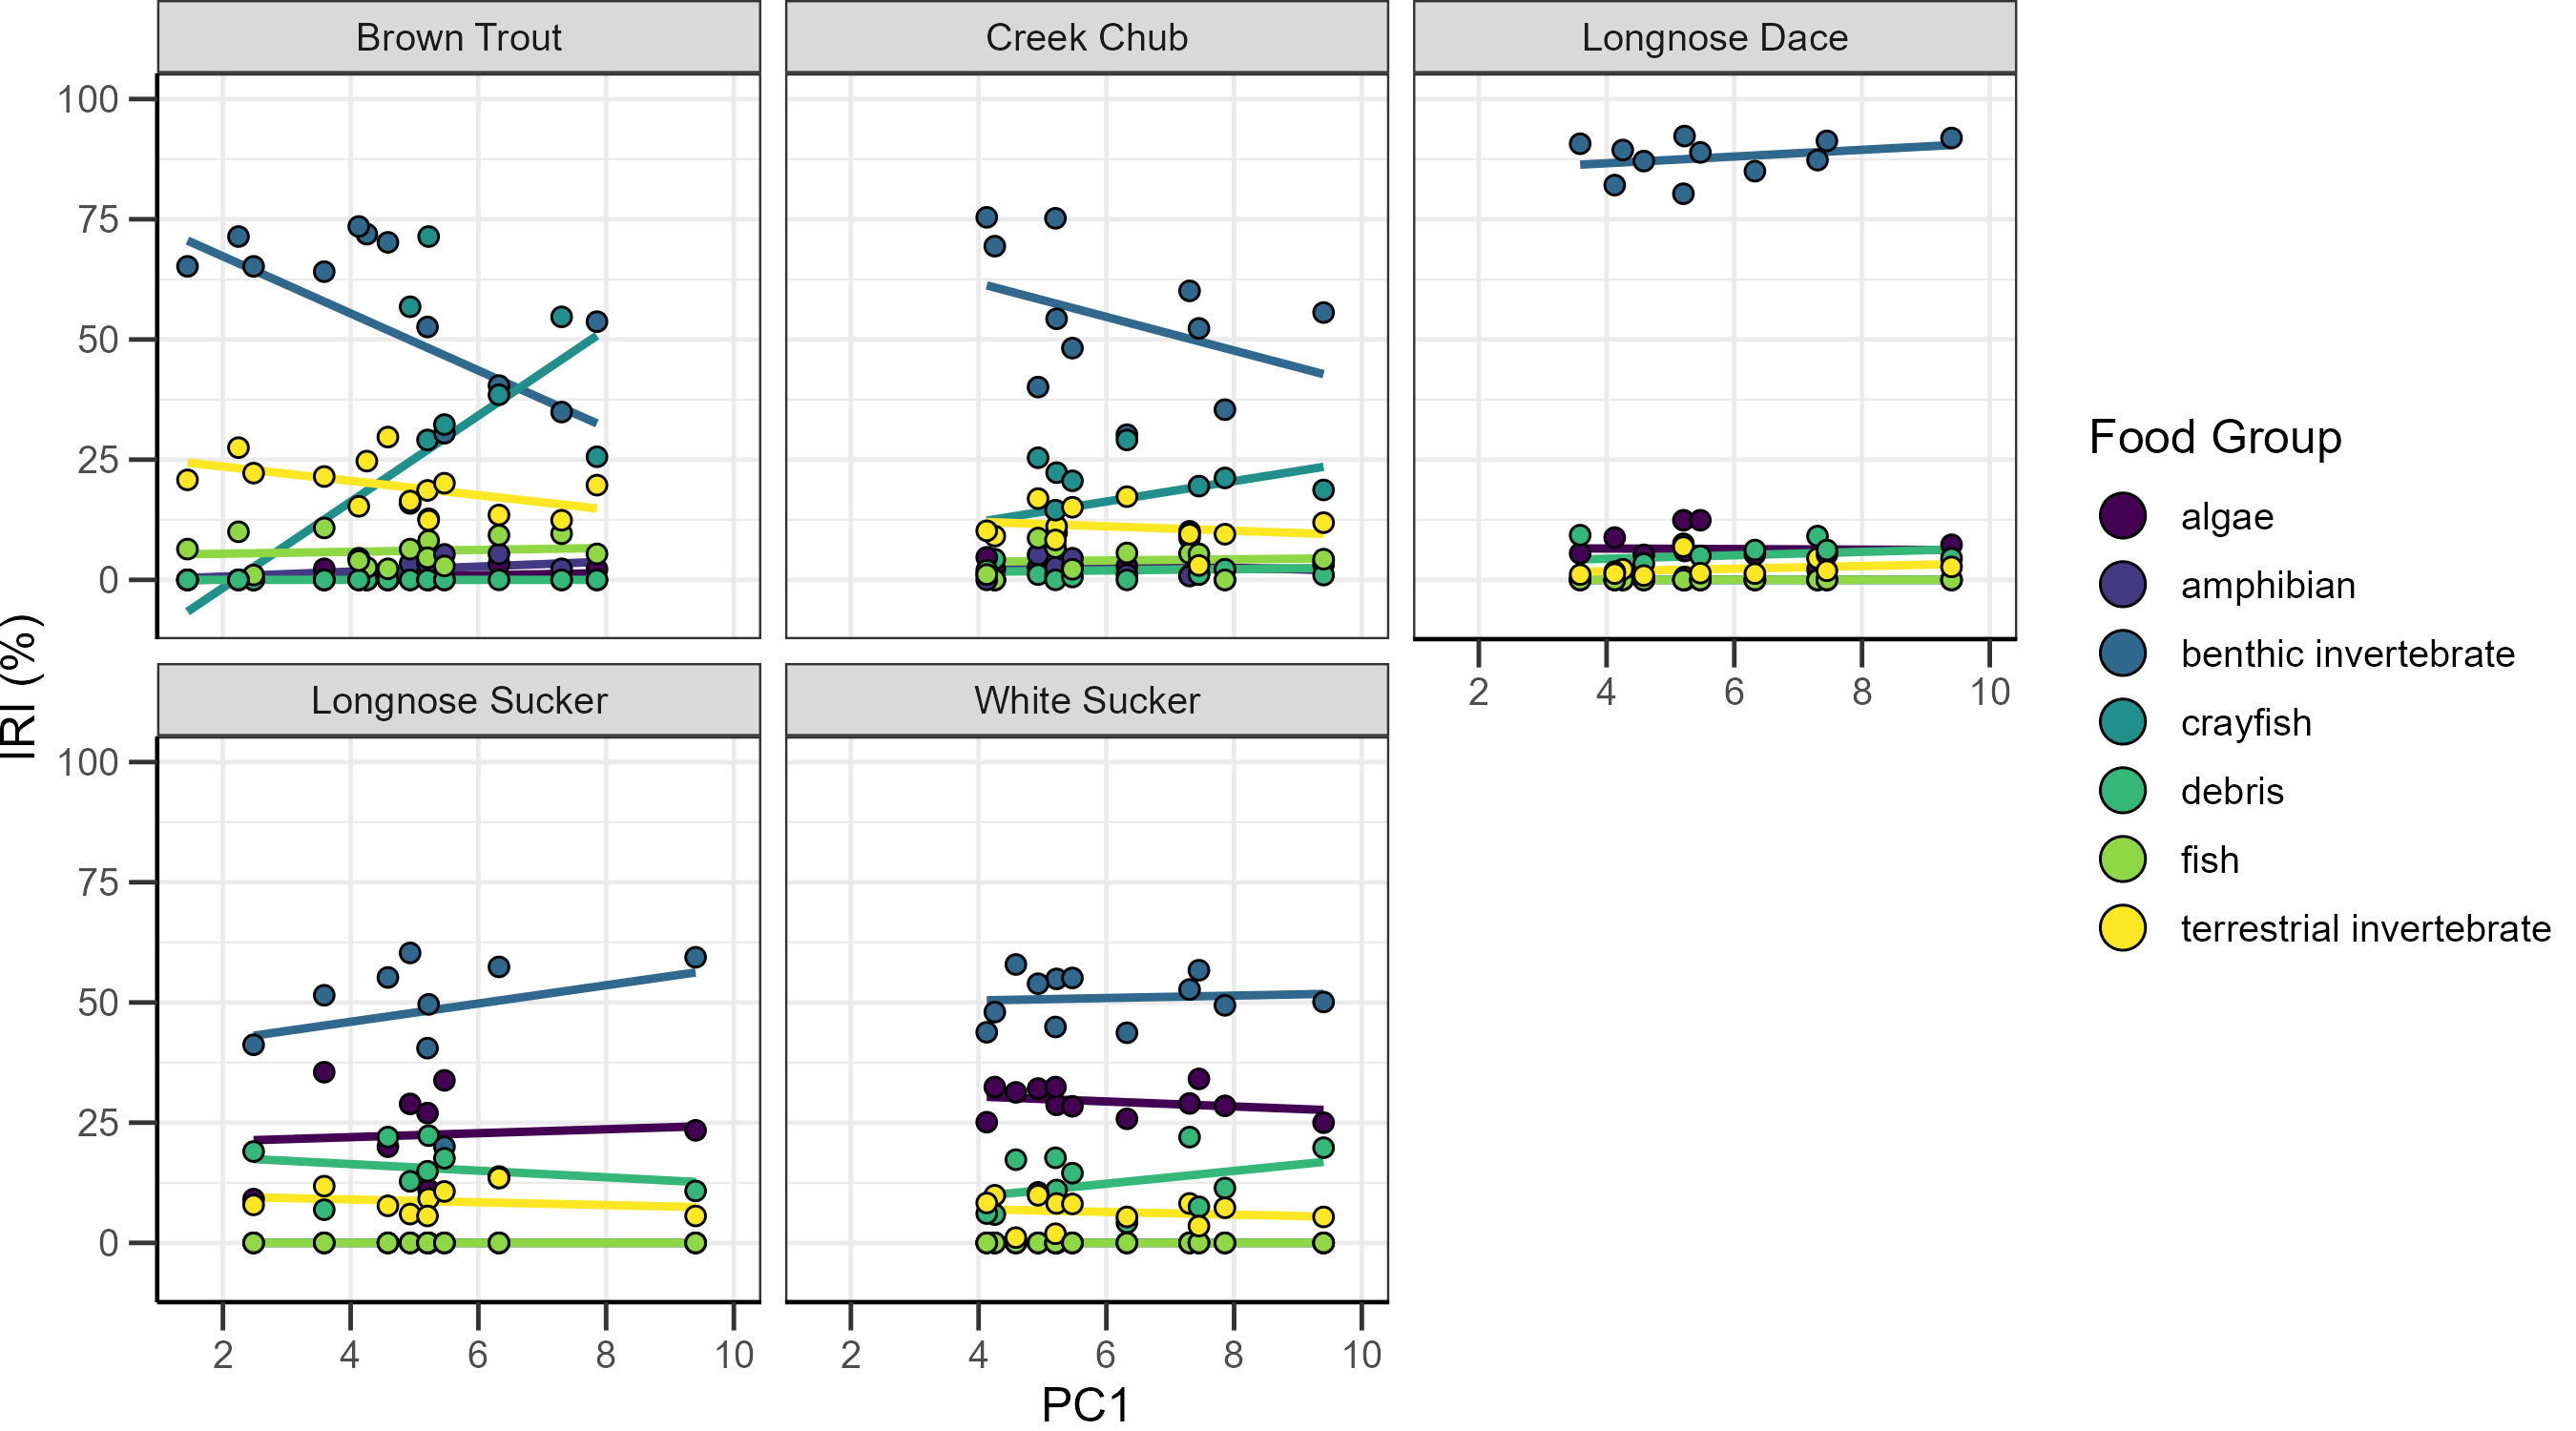 Brown Trout
Creek Chub
Longnose Dace
100
75
50
25
0
2 4 6 8 10
IRI (%)
Longnose Sucker
White Sucker
100
75
50
25
0
2 4 6 8 10
2 4 6 8 10
PC1
Food Group
algae
amphibian
benthic invertebrate
crayfish
debris
fish
terrestrial invertebrate